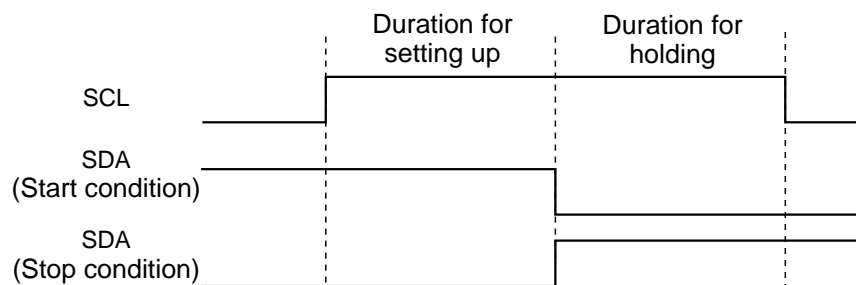 Duration for
setting up
Duration for
holding
SCL
SDA
(Start condition)
SDA
(Stop condition)